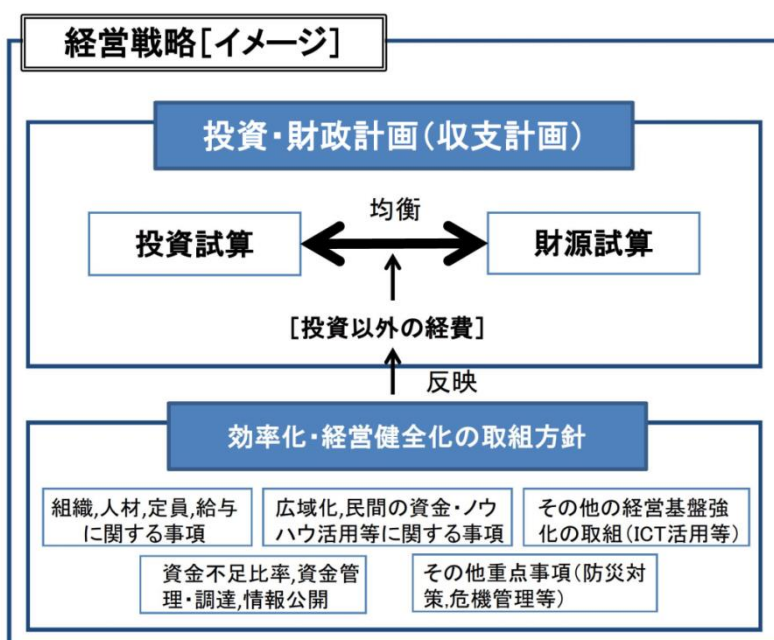 経営戦略[イメージ]
投資・財政計画(収支計画)
均衡
投資試算
財源試算
[投資以外の経費]
反映
効率化・経営健全化の取組方針
組織,人材,定員,給与
に関する事項
広域化,民間の資金・ノウ
ハウ活用等に関する事項
その他の経営基盤強
化の取組(ICT活用等)
資金不足比率,資金管
理・調達,情報公開
その他重点事項(防災対
策,危機管理等)